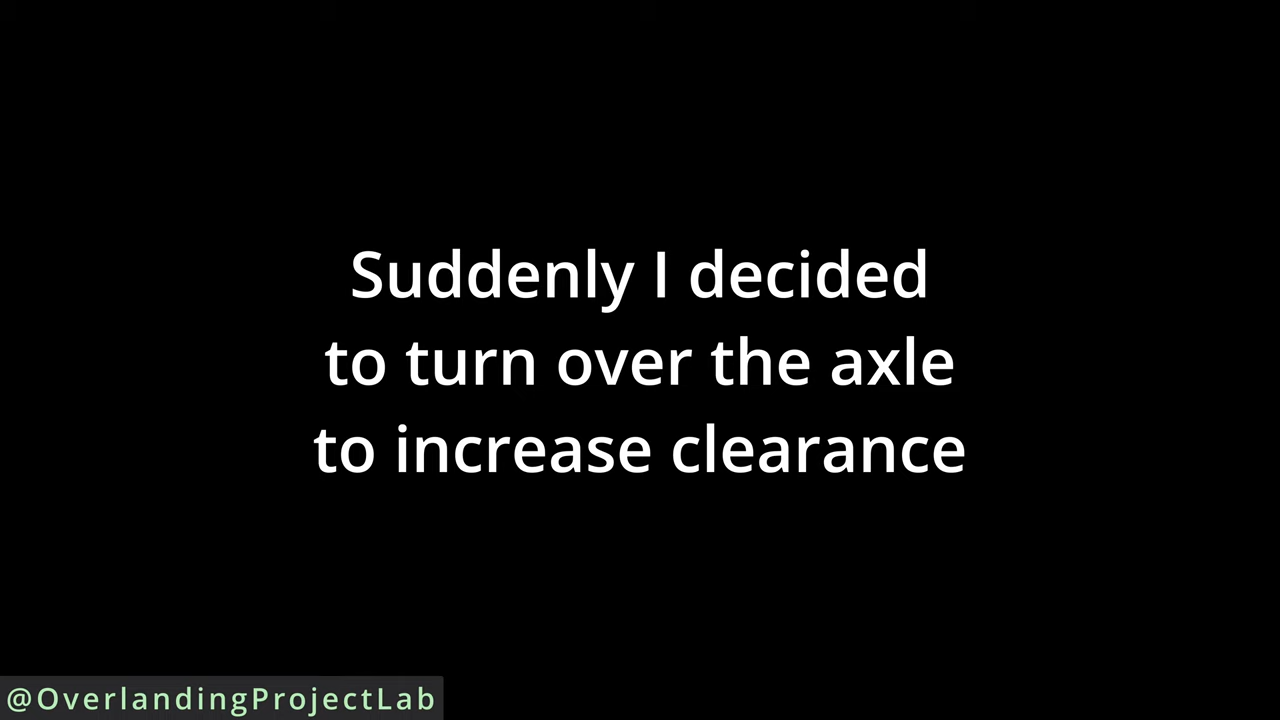 Suddenly I decided
to turn over the axle
to increase clearance
@OverlandingProjectLab